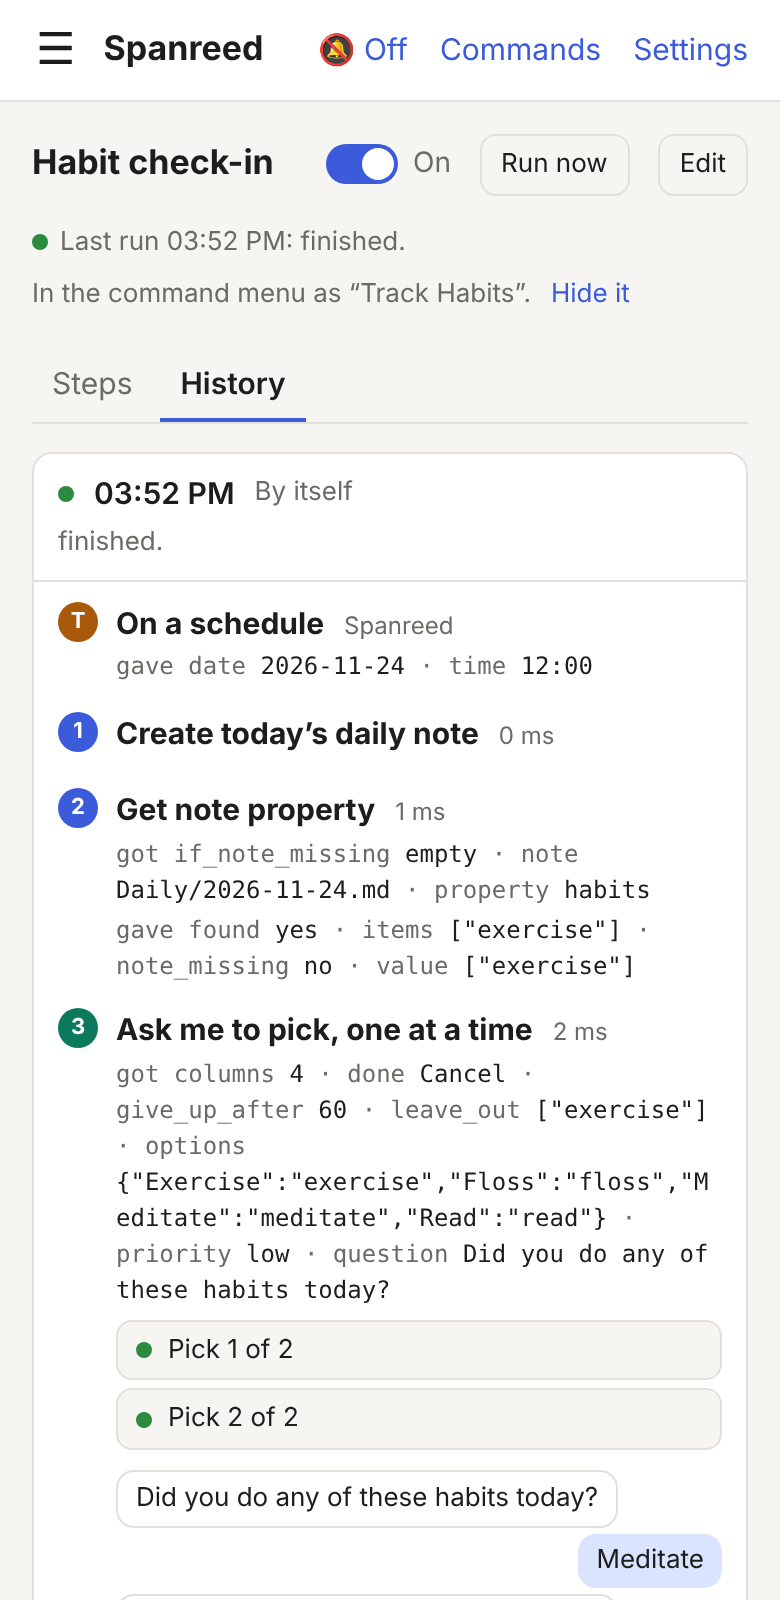 ☰ Spanreed 🔕 Off Commands Settings
Habit check-in On Run now Edit
Last run 03:52 PM: finished.
In the command menu as “Track Habits”. Hide it
Steps History
03:52 PM By itself
finished.
T On a schedule Spanreed
gave date 2026-11-24 · time 12:00
1 Create today’s daily note 0 ms
2 Get note property 1 ms
got if_note_missing empty · note
Daily/2026-11-24.md · property habits
gave found yes · items ["exercise"] ·
note_missing no · value ["exercise"]
3 Ask me to pick, one at a time 2 ms
got columns 4 · done Cancel ·
give_up_after 60 · leave_out ["exercise"]
· options
{"Exercise":"exercise","Floss":"floss","M
editate":"meditate","Read":"read"} ·
priority low · question Did you do any of
these habits today?
Pick 1 of 2
Pick 2 of 2
Did you do any of these habits today?
Meditate